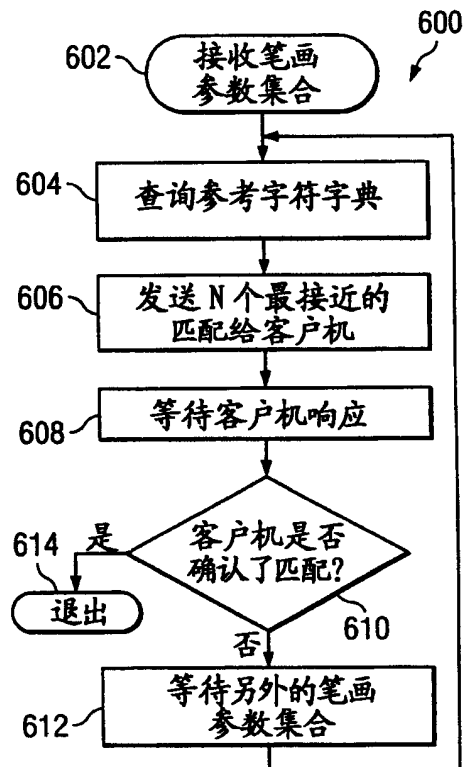 600
602
接收笔画
参数集合
604
查询参考字符字典
606
发送 N 个最接近的
匹配给客户机
608
等待客户机响应
客户机是否
确认了匹配?
610
是
614
退出
否
612
等待另外的笔画
参数集合